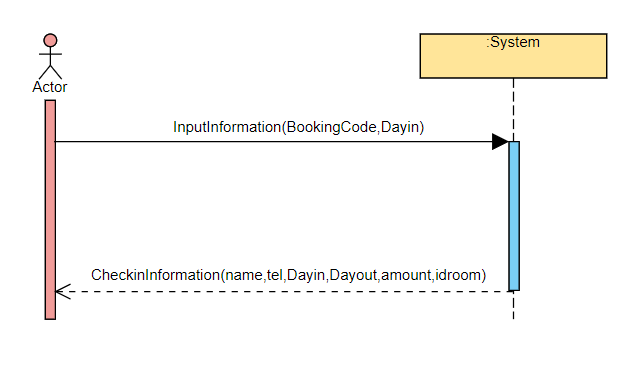 :System
Actor
InputInformation(BookingCode,Dayin)
CheckinInformation(name,tel,Dayin,Dayout,amount,idroom)